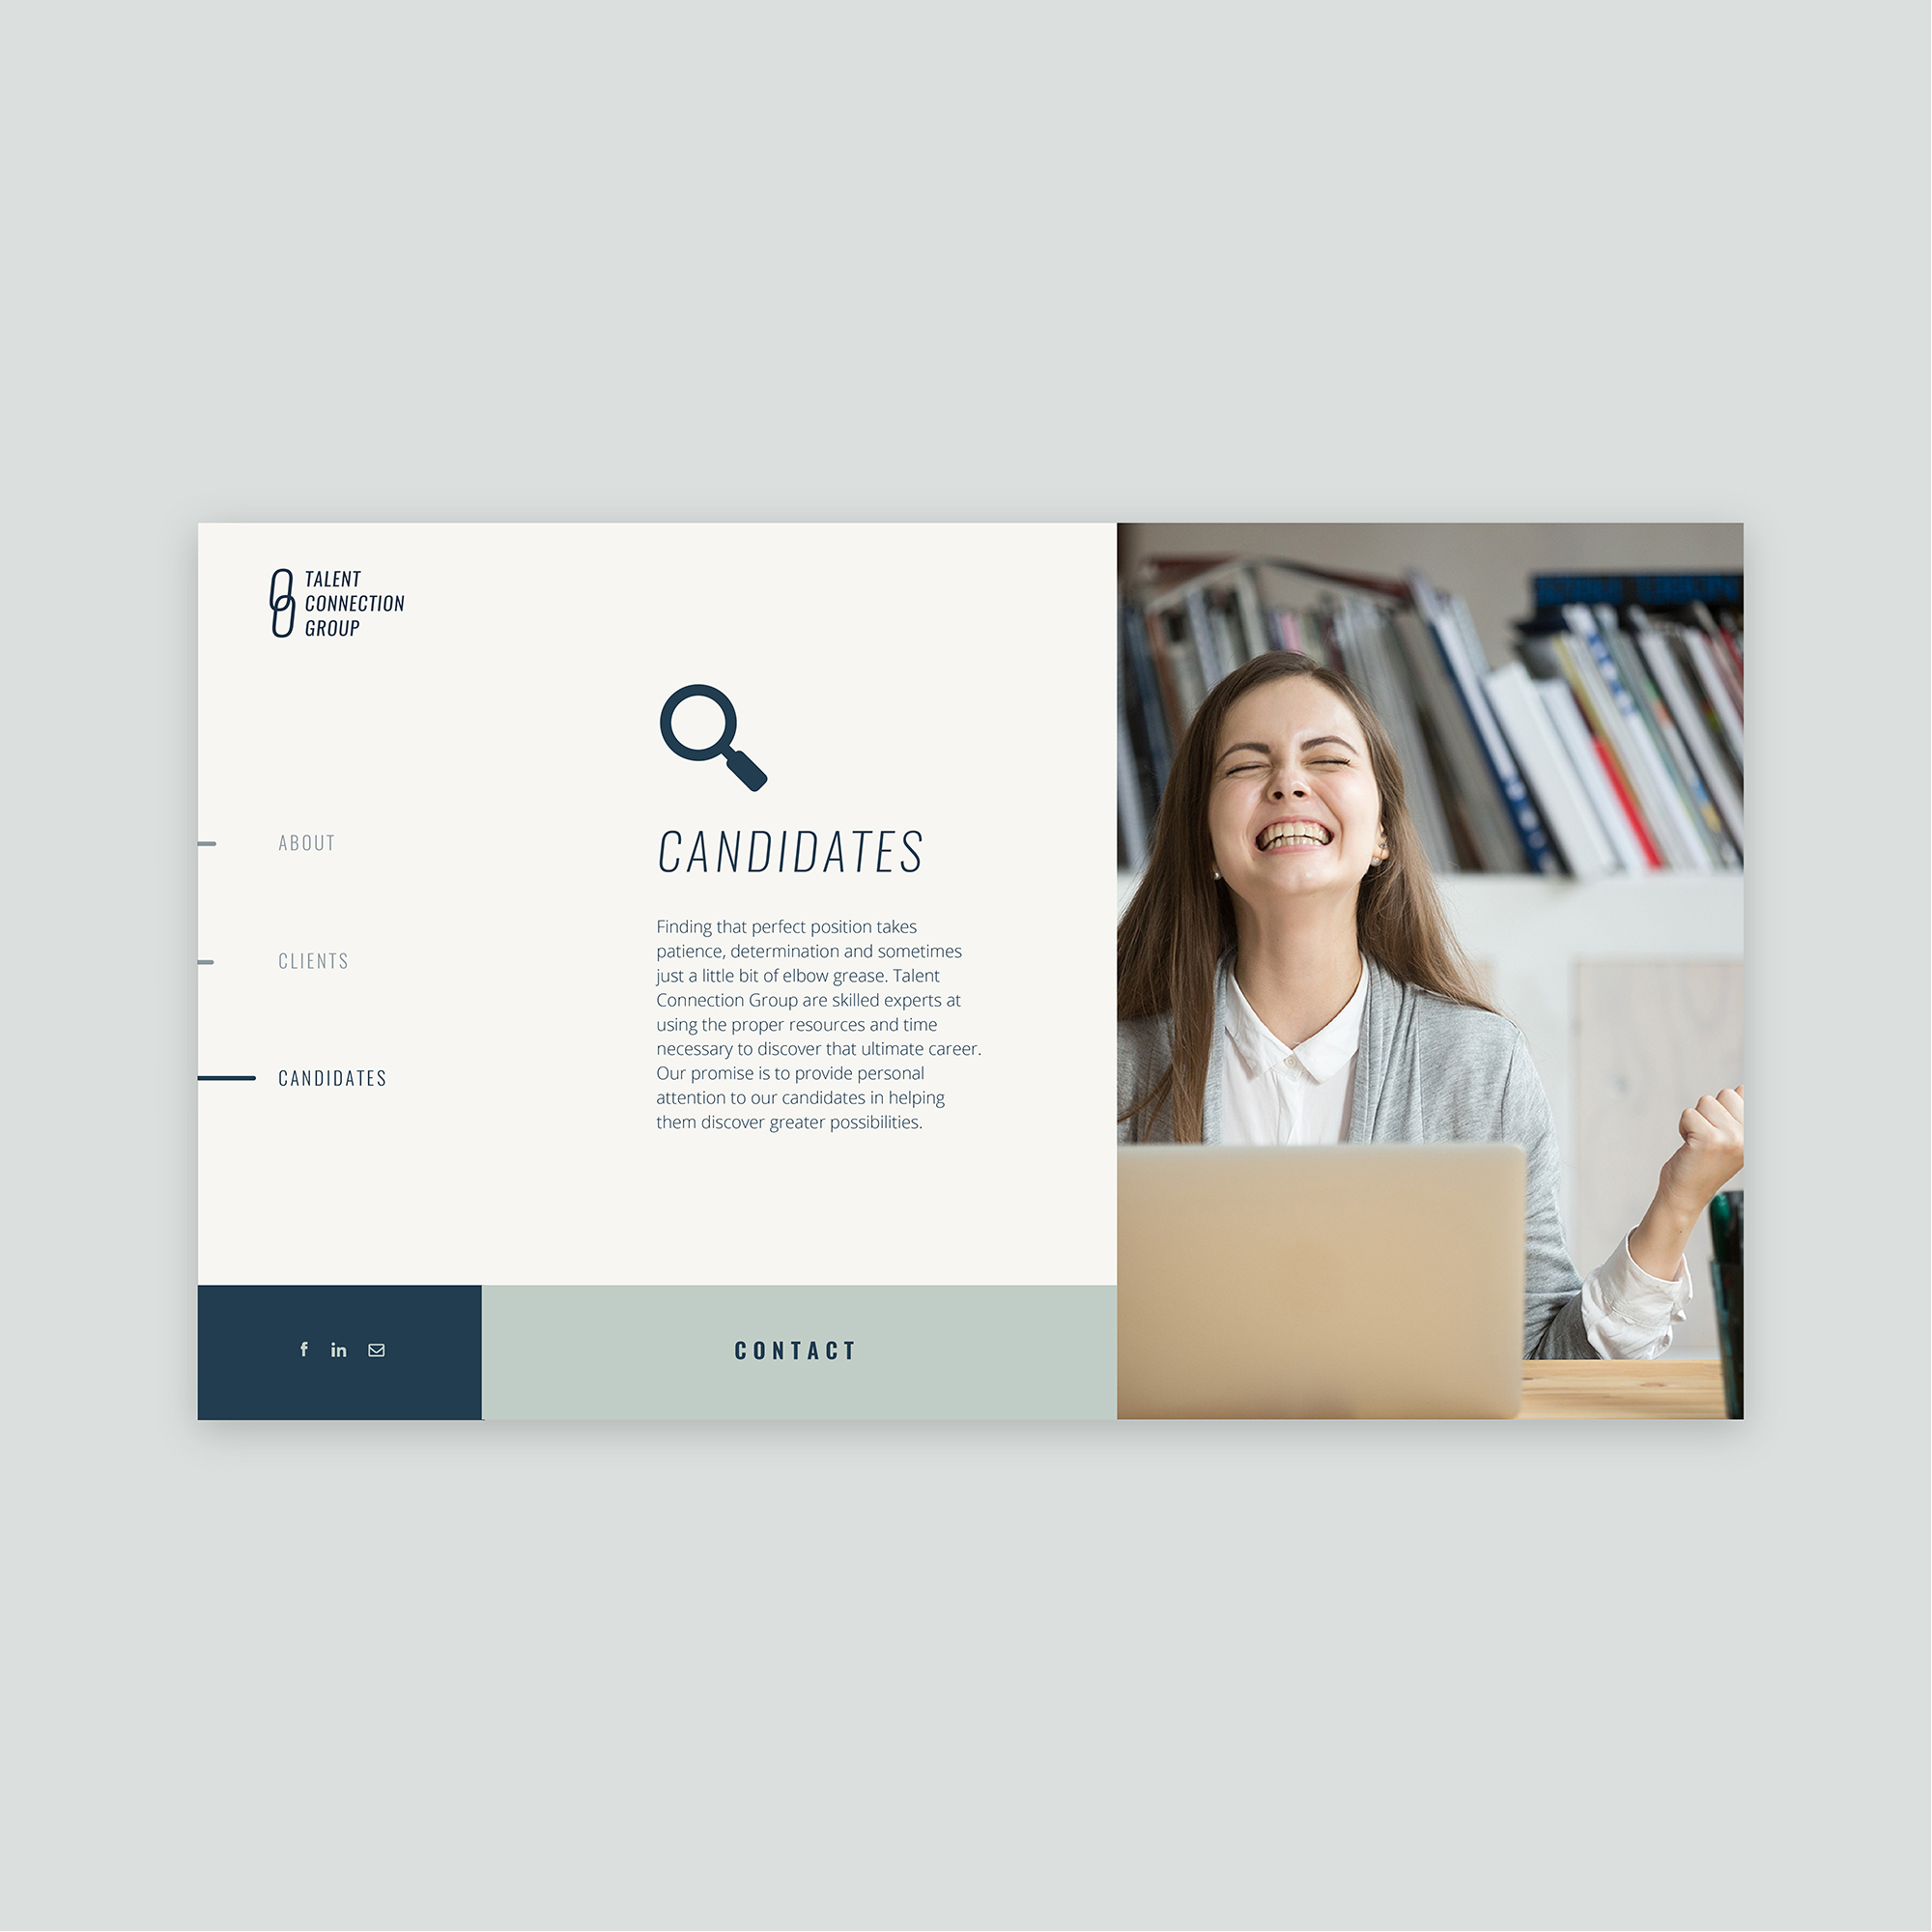 TALENT
CONNECTION
GROUP
ABOUT
CLIENTS
CANDIDATES
CANDIDATES
Finding that perfect position takes
patience, determination and sometimes
just a little bit of elbow grease. Talent
Connection Group are skilled experts at
using the proper resources and time
necessary to discover that ultimate career.
Our promise is to provide personal
attention to our candidates in helping
them discover greater possibilities.
f in
CONTACT